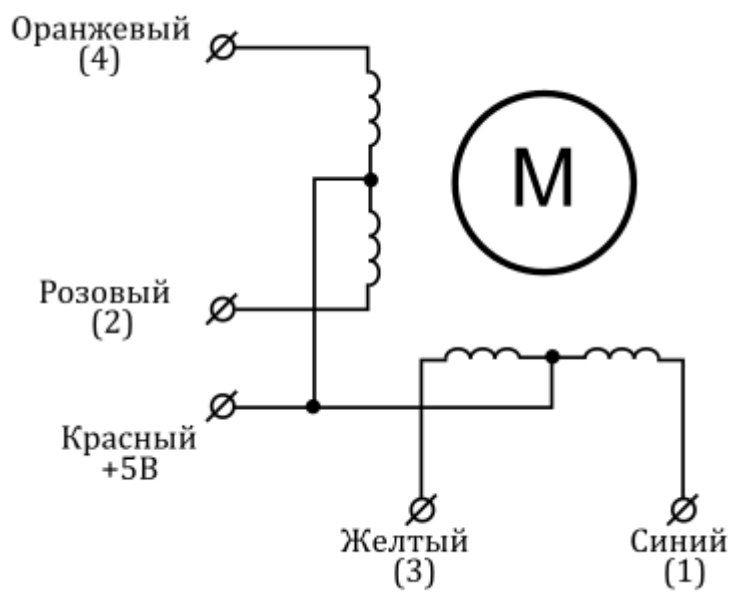 Оранжевый
(4)
М
Розовый
(2)
Красный
+5В
Желтый
(3)
Синий
(1)